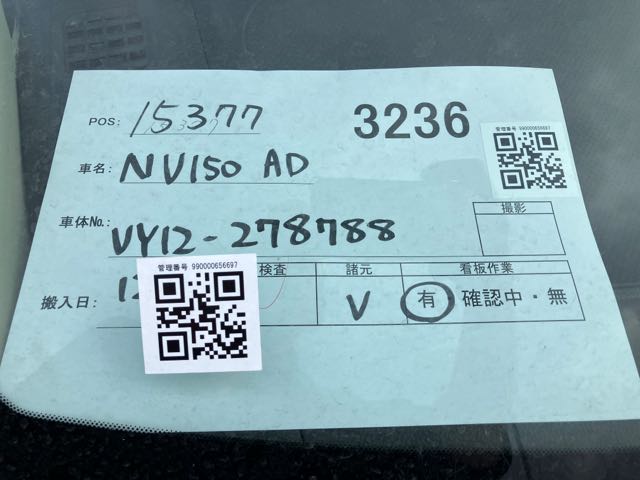 POS: 15377
3236
管理番号 990000656697
車名: NV150 AD
撮影
車体No.: VY12-278788
管理番号 990000656697
検査 諸元 看板作業
搬入日: 12
V 有・確認中・無